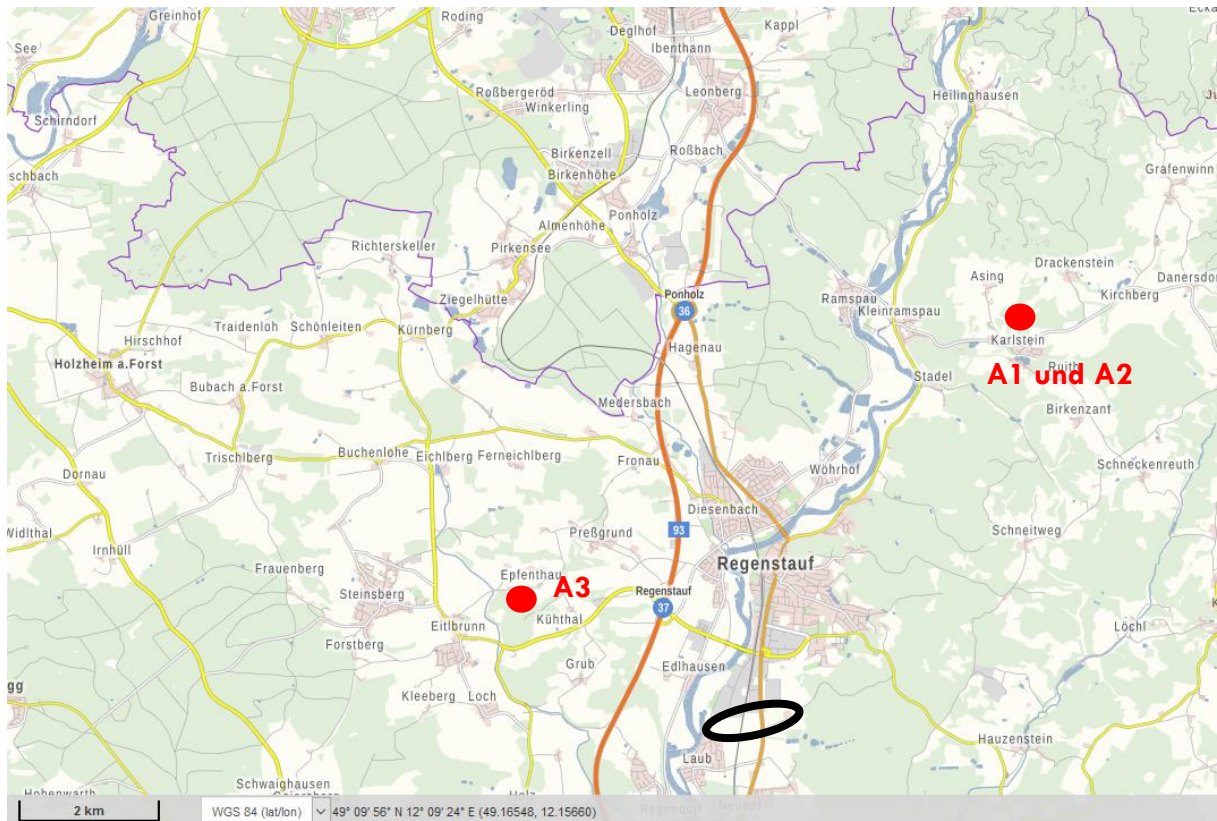 Greinhof
Roding
Kappl
Ecka
Deglhof
See
Ibenthann
Roßbergeröd
Leonberg
Winkerling
Heilinghausen
Schirndorf
Roßbach
Birkenzell
Grafenwinn
schbach
Birkenhöhe
Ponholz
Almenhöhe
Richterskeller
Pirkensee
Drackenstein
Asing
Danersdor
Ziegelhütte
Ponholz
Ramspau
Kirchberg
36
Kleinramspau
Traidenloh
Schönleiten
Kürnberg
Hirschhof
Karlstein
Hagenau
Holzheim a.Forst
Ruith
A1 und A2
Stadel
Bubach a.Forst
Medersbach
Birkenzant
Buchenlohe
Eichlberg
Ferneichlberg
Trischlberg
Fronau
Wöhrhof
Schneckenreuth
Dornau
Diesenbach
Widlthal
93
Preßgrund
Schneitweg
Irnhüll
Regenstauf
Frauenberg
Epfenthau
A3
Regenstauf
Steinsberg
37
Kühthal
Eitlbrunn
Löchl
Forstberg
Grub
Edlhausen
gg
Kleeberg
Loch
Hauzenstein
Laub
Schwaighausen
Hohenwarth
2 km
WGS 84 (lat/lon)
49° 09' 56" N 12° 09' 24" E (49.16548, 12.15660)